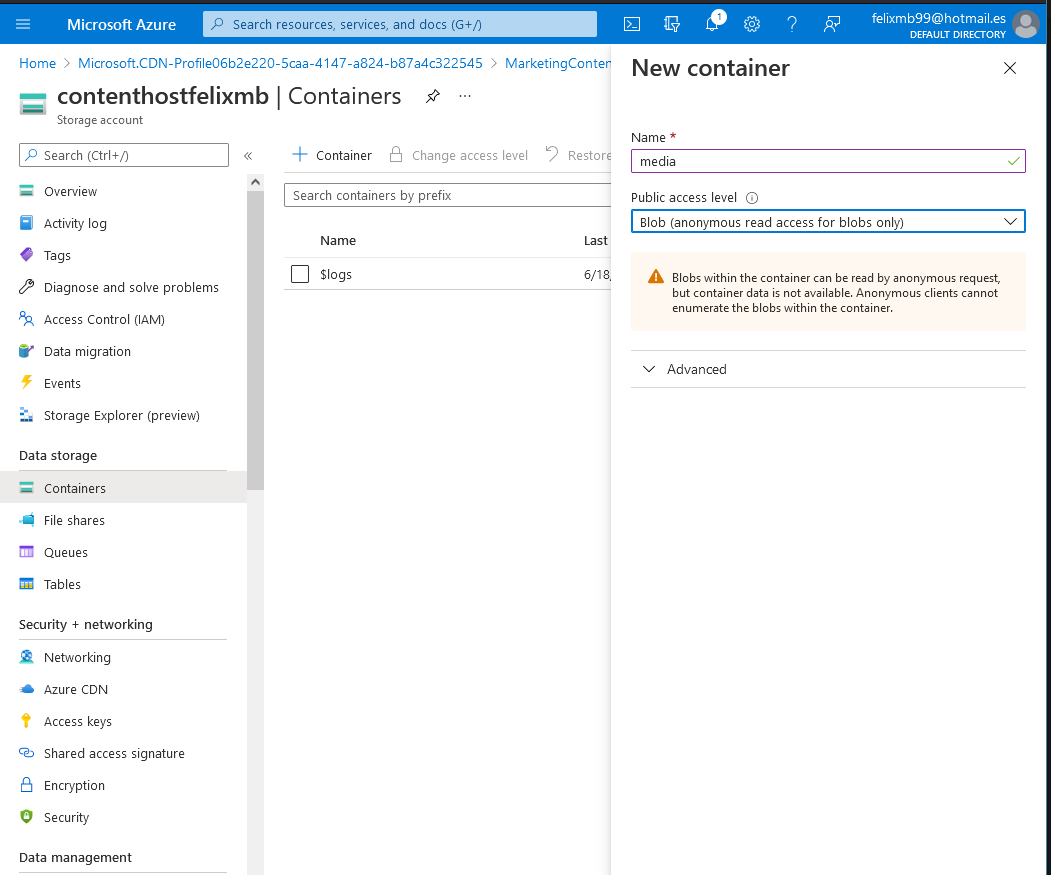 Microsoft Azure
Search resources, services, and docs (G+/)
1
felixmb99@hotmail.es
DEFAULT DIRECTORY
Home > Microsoft.CDN-Profile06b2e220-5caa-4147-a824-b87a4c322545 > MarketingConten
contenthostfelixmb | Containers
Storage account
Search (Ctrl+/)
Overview
Activity log
Tags
Diagnose and solve problems
Access Control (IAM)
Data migration
Events
Storage Explorer (preview)
Data storage
Containers
File shares
Queues
Tables
Security + networking
Networking
Azure CDN
Access keys
Shared access signature
Encryption
Security
Data management
Container
Change access level
Restore
Search containers by prefix
Name
Last
$logs
6/18,
New container
Name *
media
Public access level
Blob (anonymous read access for blobs only)
Blobs within the container can be read by anonymous request,
but container data is not available. Anonymous clients cannot
enumerate the blobs within the container.
Advanced